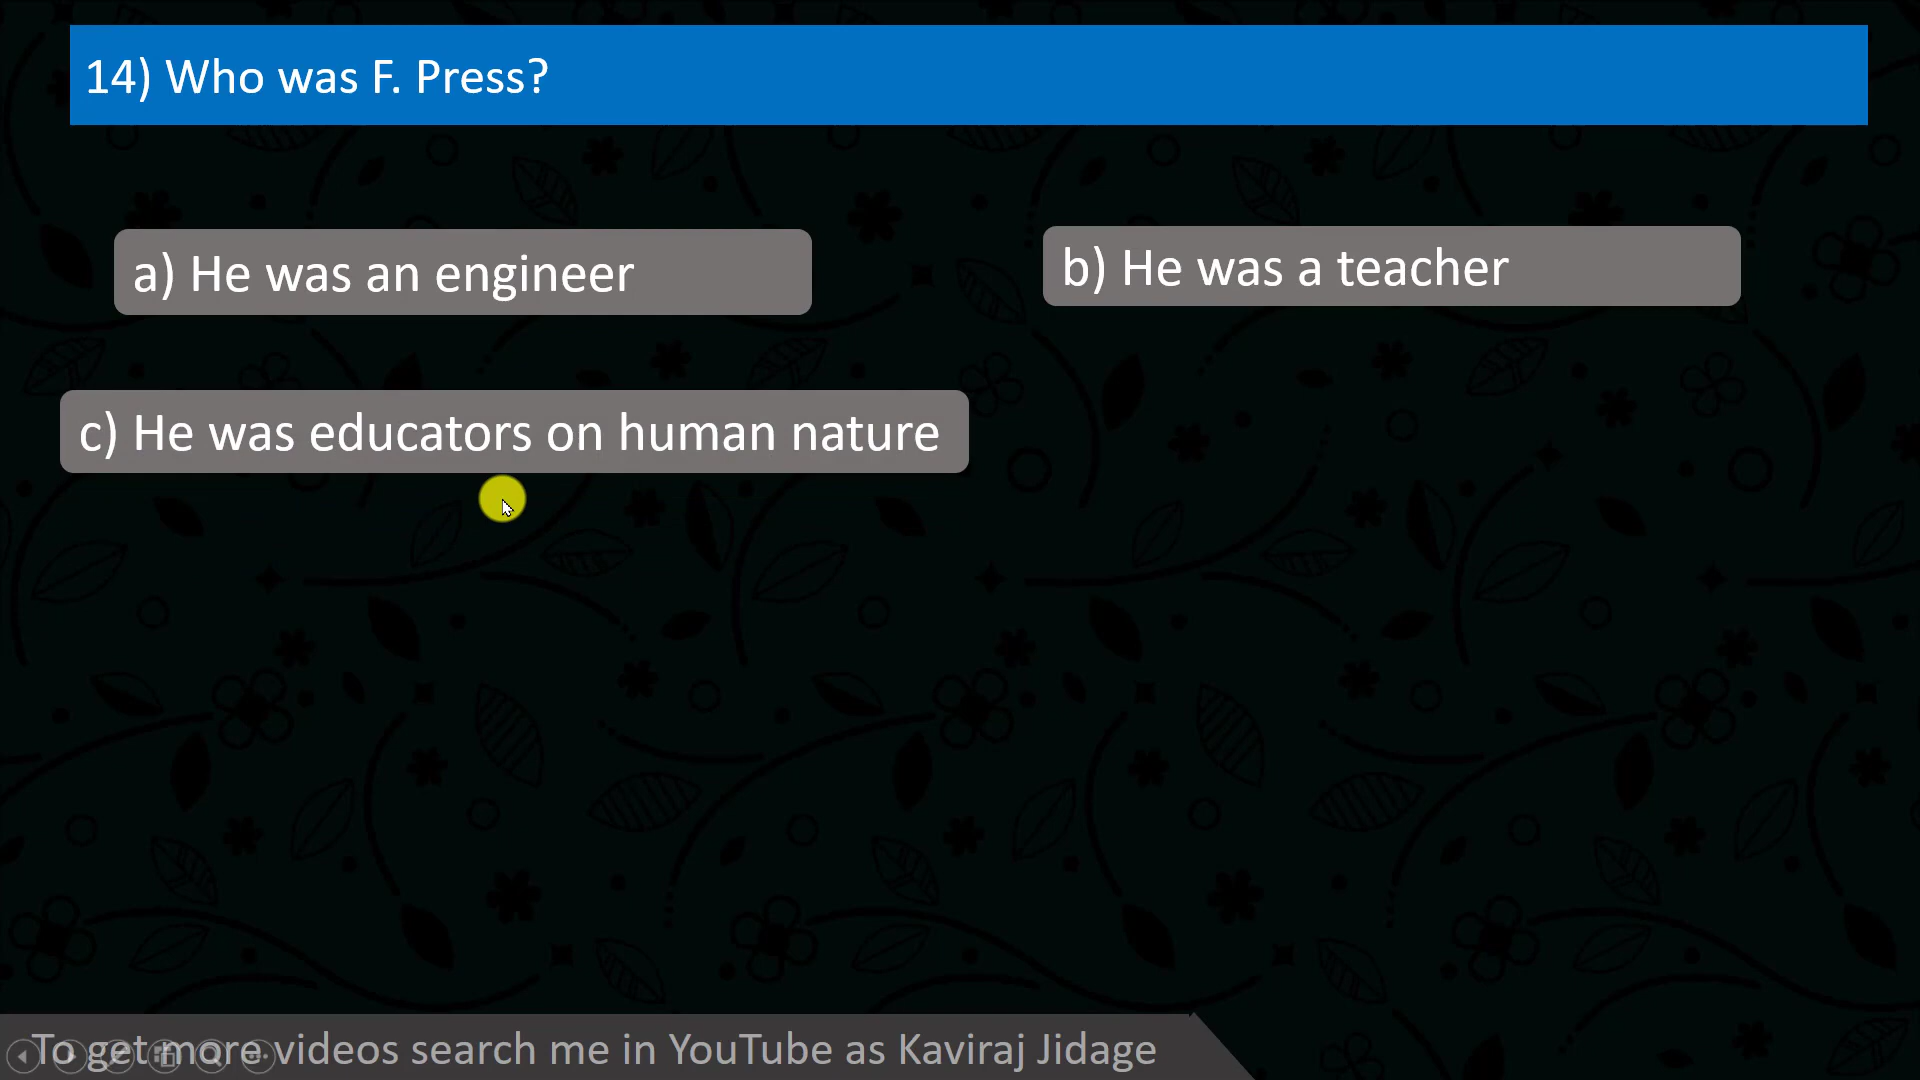 14) Who was F. Press?
a) He was an engineer
b) He was a teacher
c) He was educators on human nature
To get more videos search me in YouTube as Kaviraj Jidage